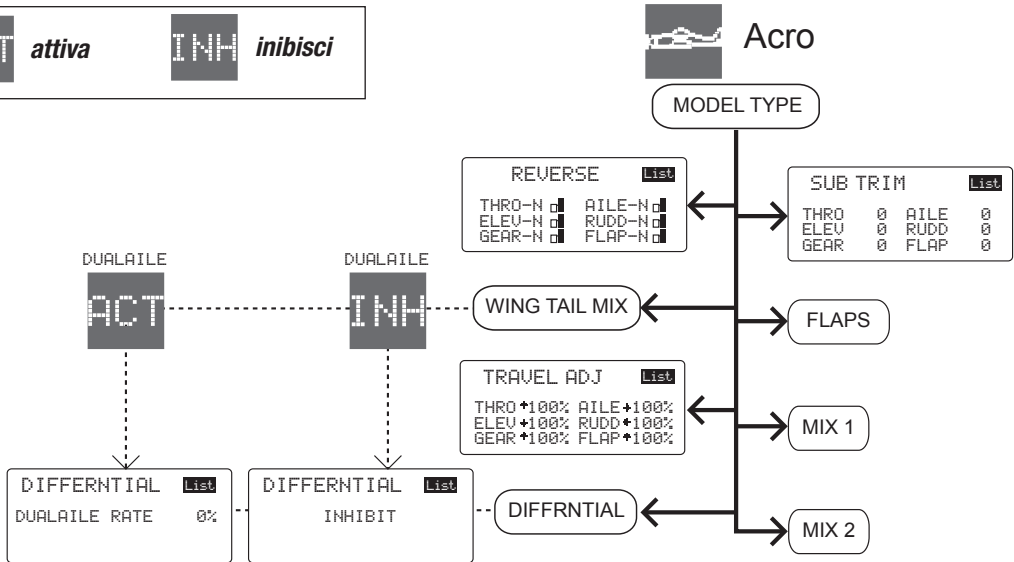 T attiva INH inibisci
Acro
MODEL TYPE
REVERSE List
THRO-N AILE-N
ELEV-N RUDD-N
GEAR-N FLAP-N
SUB TRIM List
THRO 0 AILE 0
ELEV 0 RUDD 0
GEAR 0 FLAP 0
DUALAILE
ACT
DUALAILE
INH
WING TAIL MIX
FLAPS
TRAVEL ADJ List
THRO 100% AILE 100%
ELEV 100% RUDD 100%
GEAR 100% FLAP 100%
MIX 1
DIFFERNTIAL List
DUALAILE RATE 0%
DIFFERNTIAL List
INHIBIT
DIFFRNTIAL
MIX 2